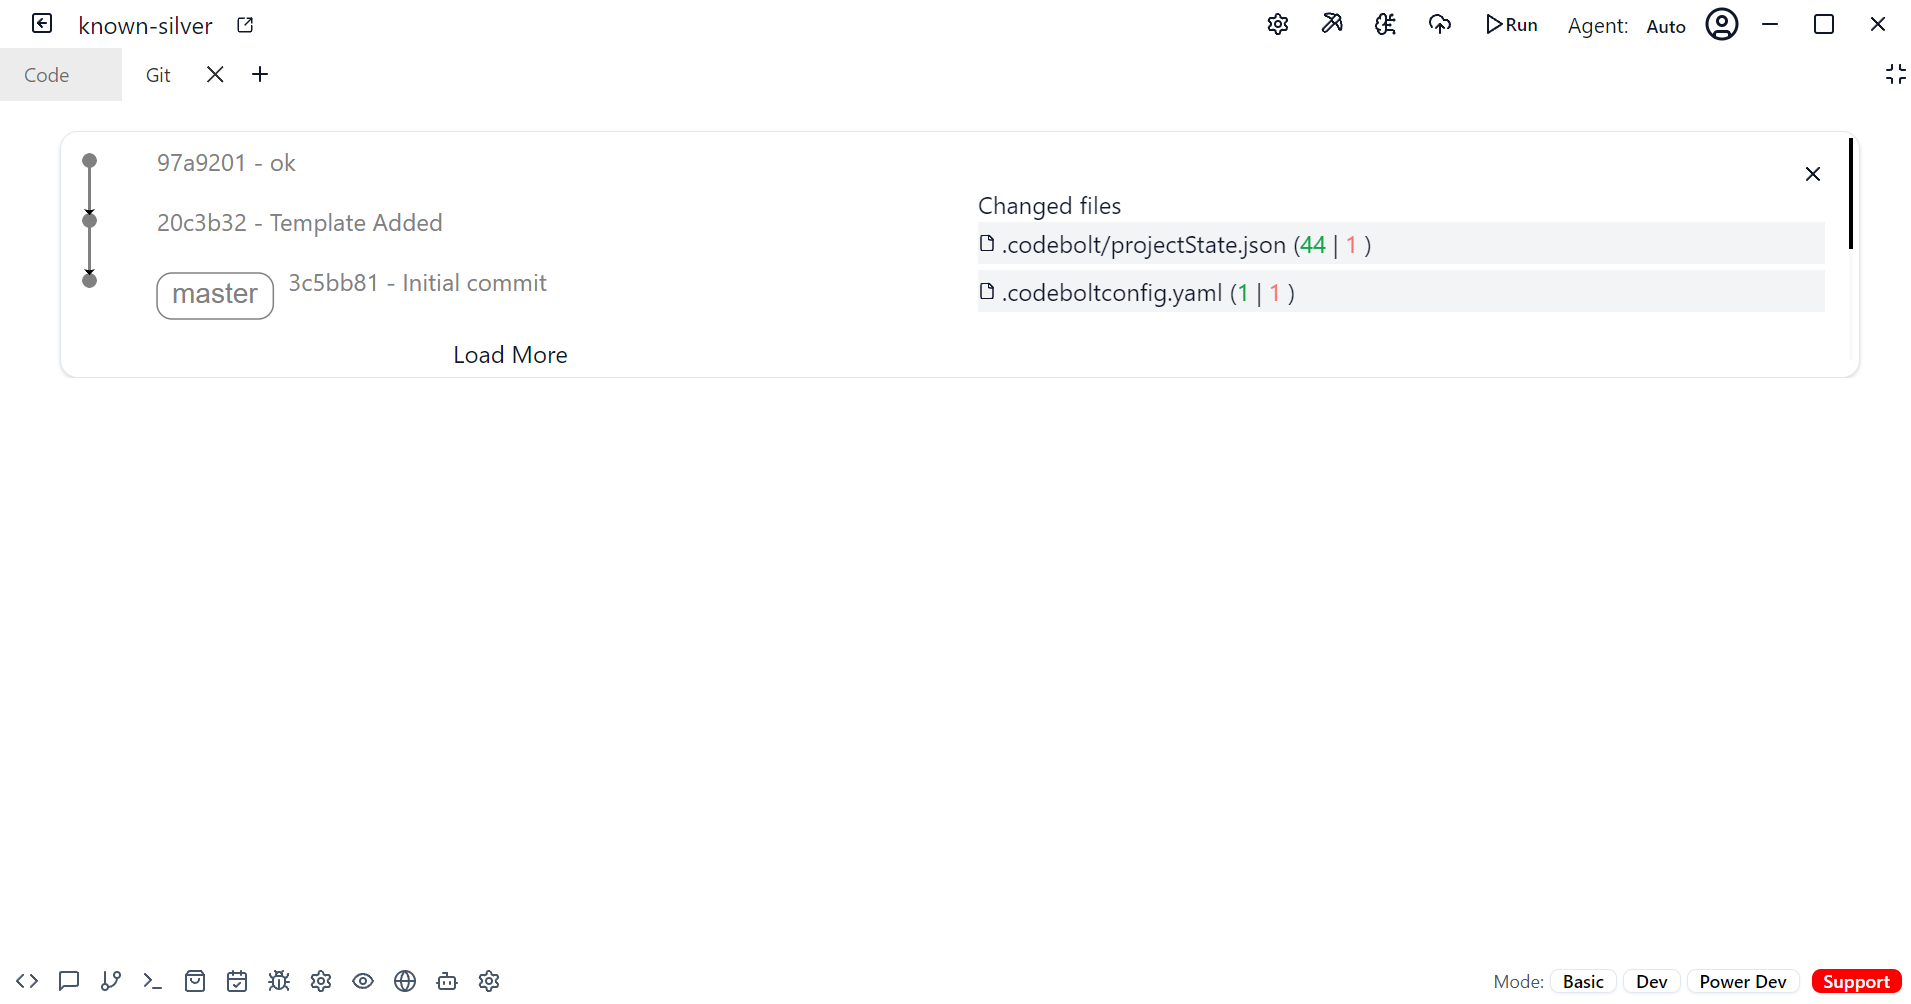 known-silver
Run
Agent: Auto
Code
Git
97a9201 - ok
20c3b32 - Template Added
master
3c5bb81 - Initial commit
Load More
Changed files
.codebolt/projectState.json (44 | 1 )
.codeboltconfig.yaml (1 | 1 )
Mode: Basic Dev Power Dev Support